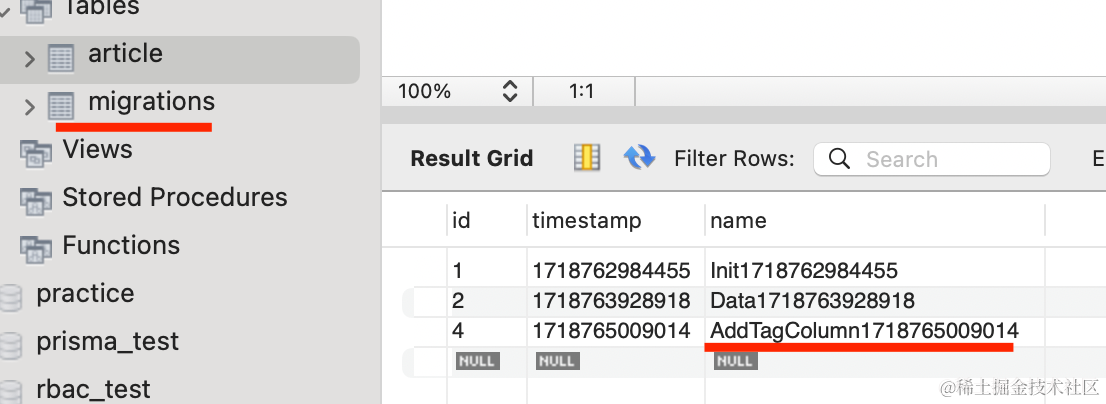 Tables
article
migrations
Views
Stored Procedures
Functions
practice
prisma_test
rbac_test
100% 1:1
Result Grid Filter Rows: Search E
id timestamp name
1 1718762984455 Init1718762984455
2 1718763928918 Data1718763928918
4 1718765009014 AddTagColumn1718765009014
NULL NULL NULL
@稀土掘金技术社区